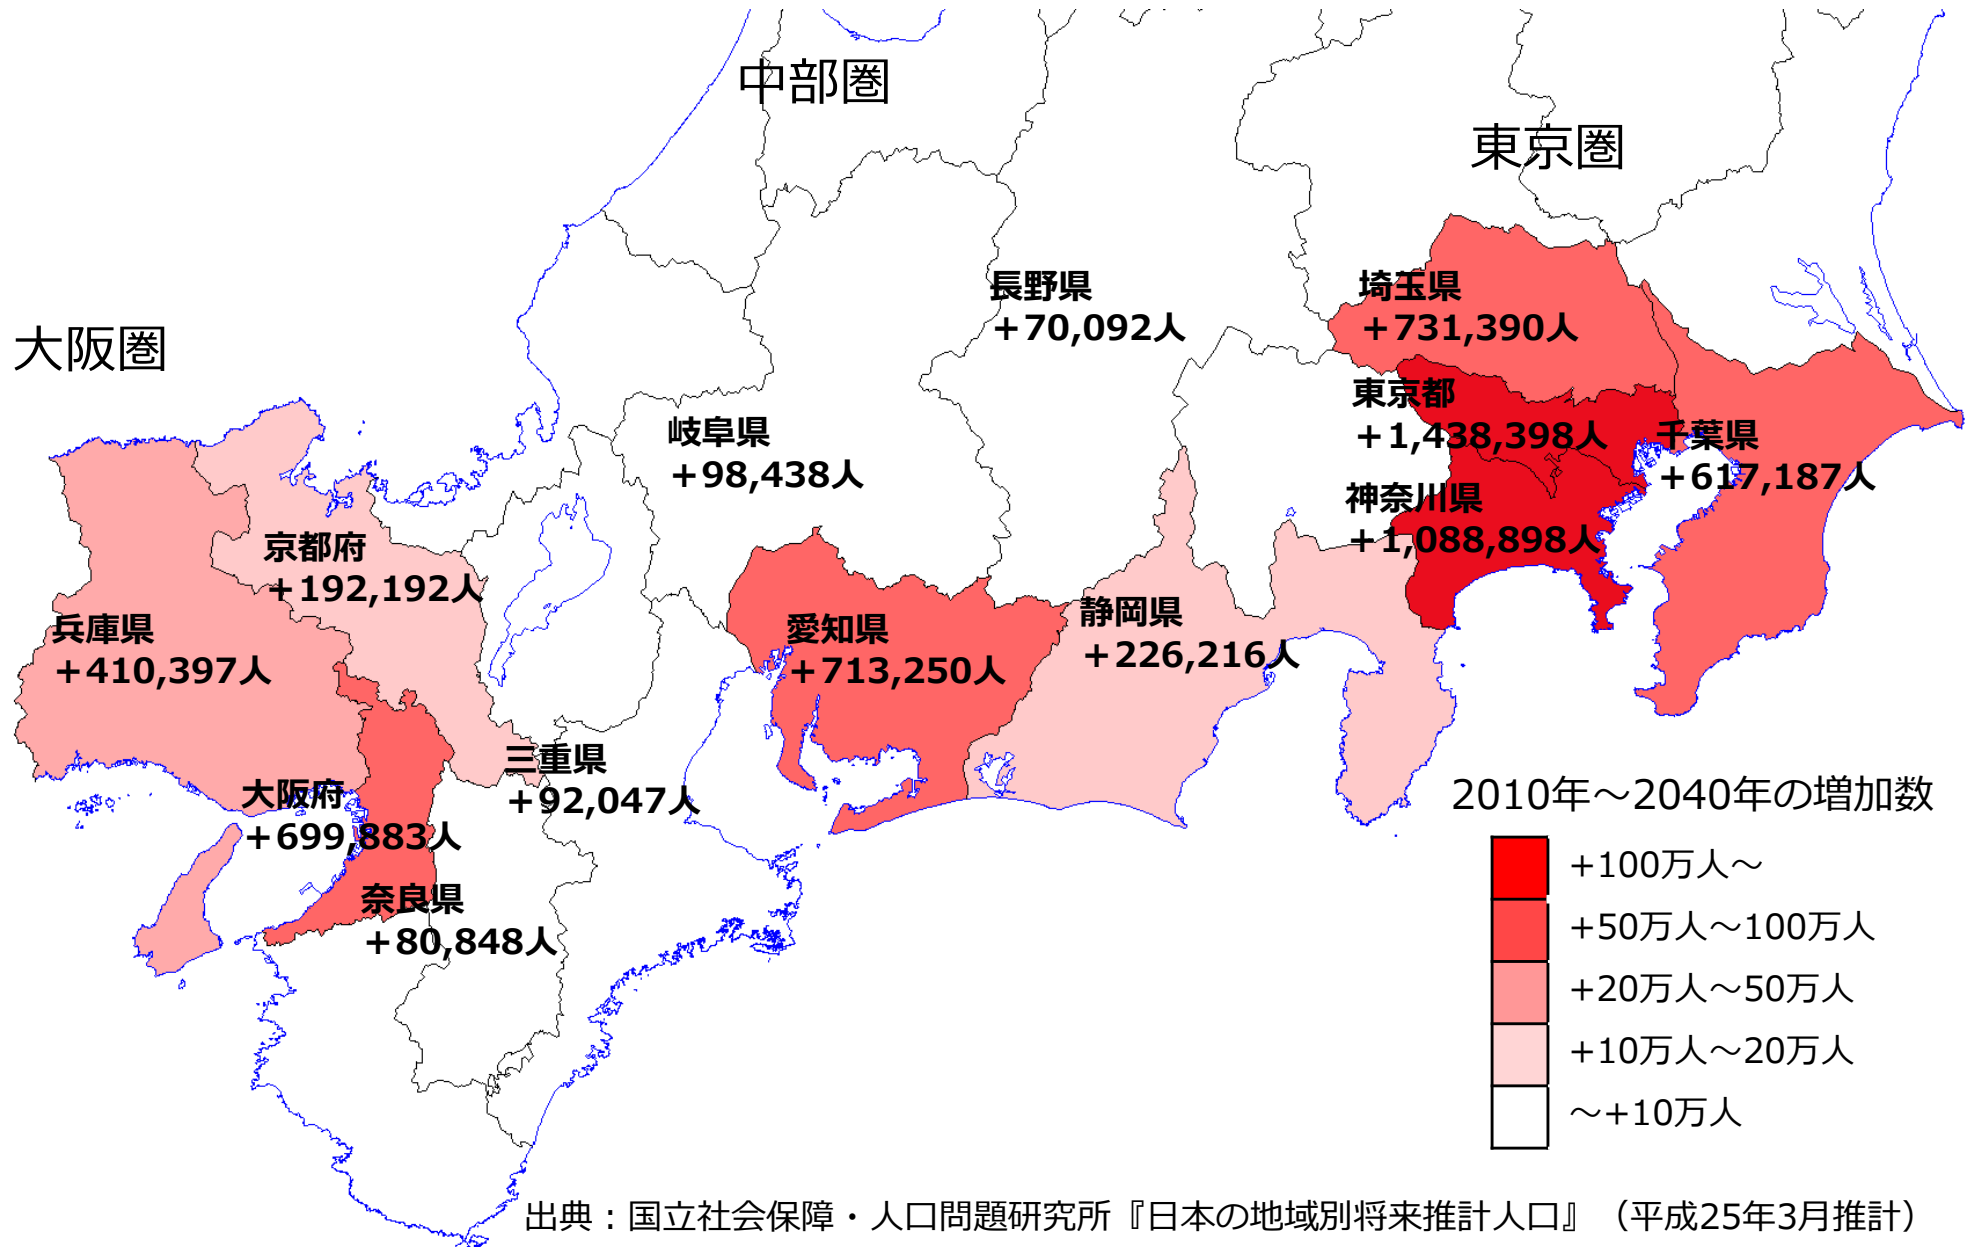 中部圏
東京圏
大阪圏
長野県
+70,092人
埼玉県
+731,390人
東京都
+1,438,398人
千葉県
+617,187人
岐阜県
+98,438人
神奈川県
+1,088,898人
京都府
+192,192人
兵庫県
+410,397人
愛知県
+713,250人
静岡県
+226,216人
三重県
+92,047人
大阪府
+699,883人
奈良県
+80,848人
2010年～2040年の増加数
+100万人～
+50万人～100万人
+20万人～50万人
+10万人～20万人
～+10万人
出典：国立社会保障・人口問題研究所『日本の地域別将来推計人口』（平成25年3月推計）